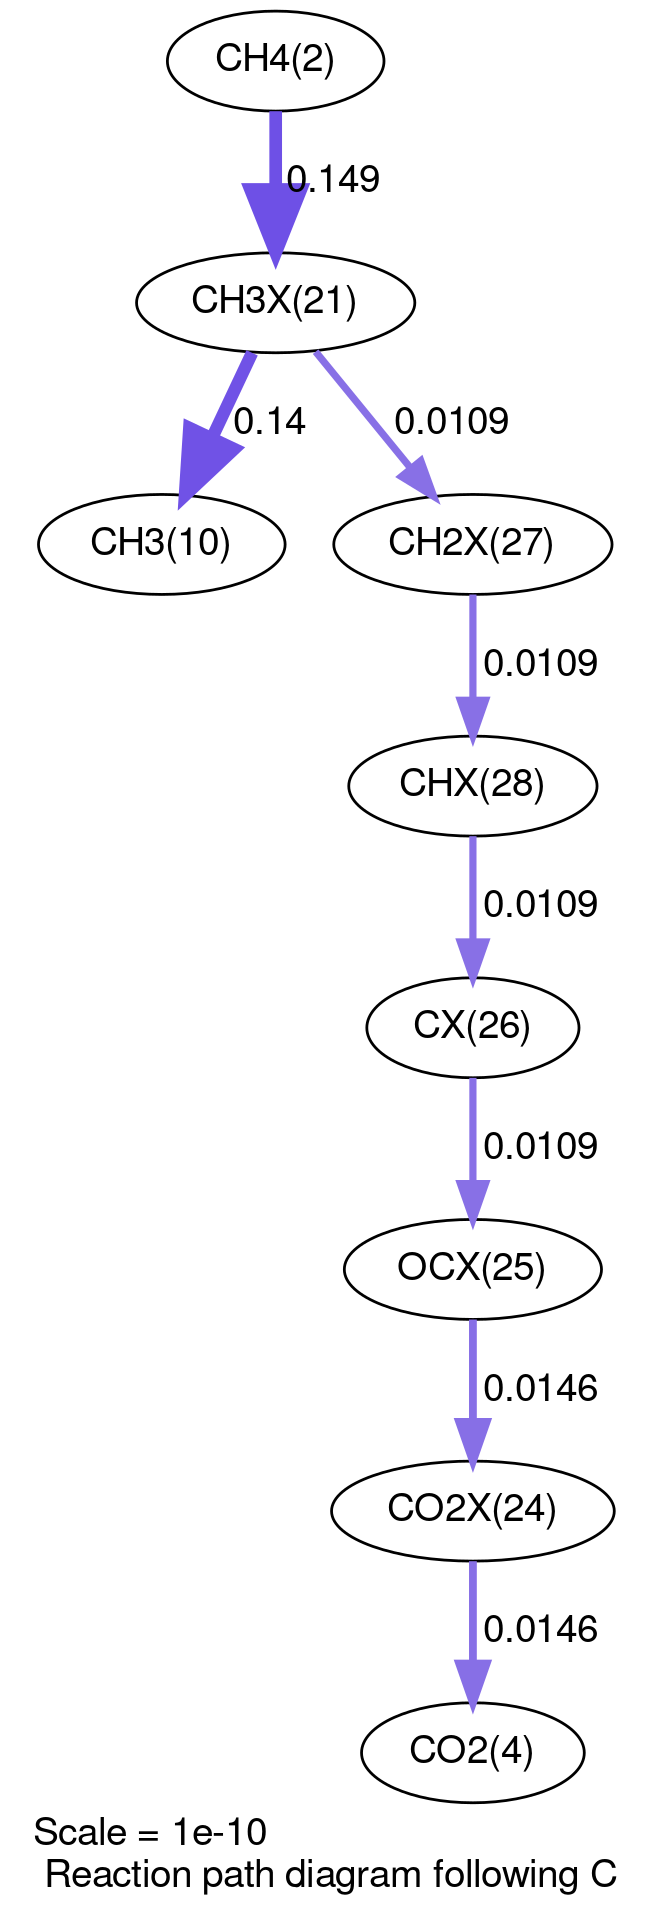 CH4(2)
0.149
CH3X(21)
0.14
0.0109
CH3(10)
CH2X(27)
0.0109
CHX(28)
0.0109
CX(26)
0.0109
OCX(25)
0.0146
CO2X(24)
0.0146
CO2(4)
Scale = 1e-10
Reaction path diagram following C